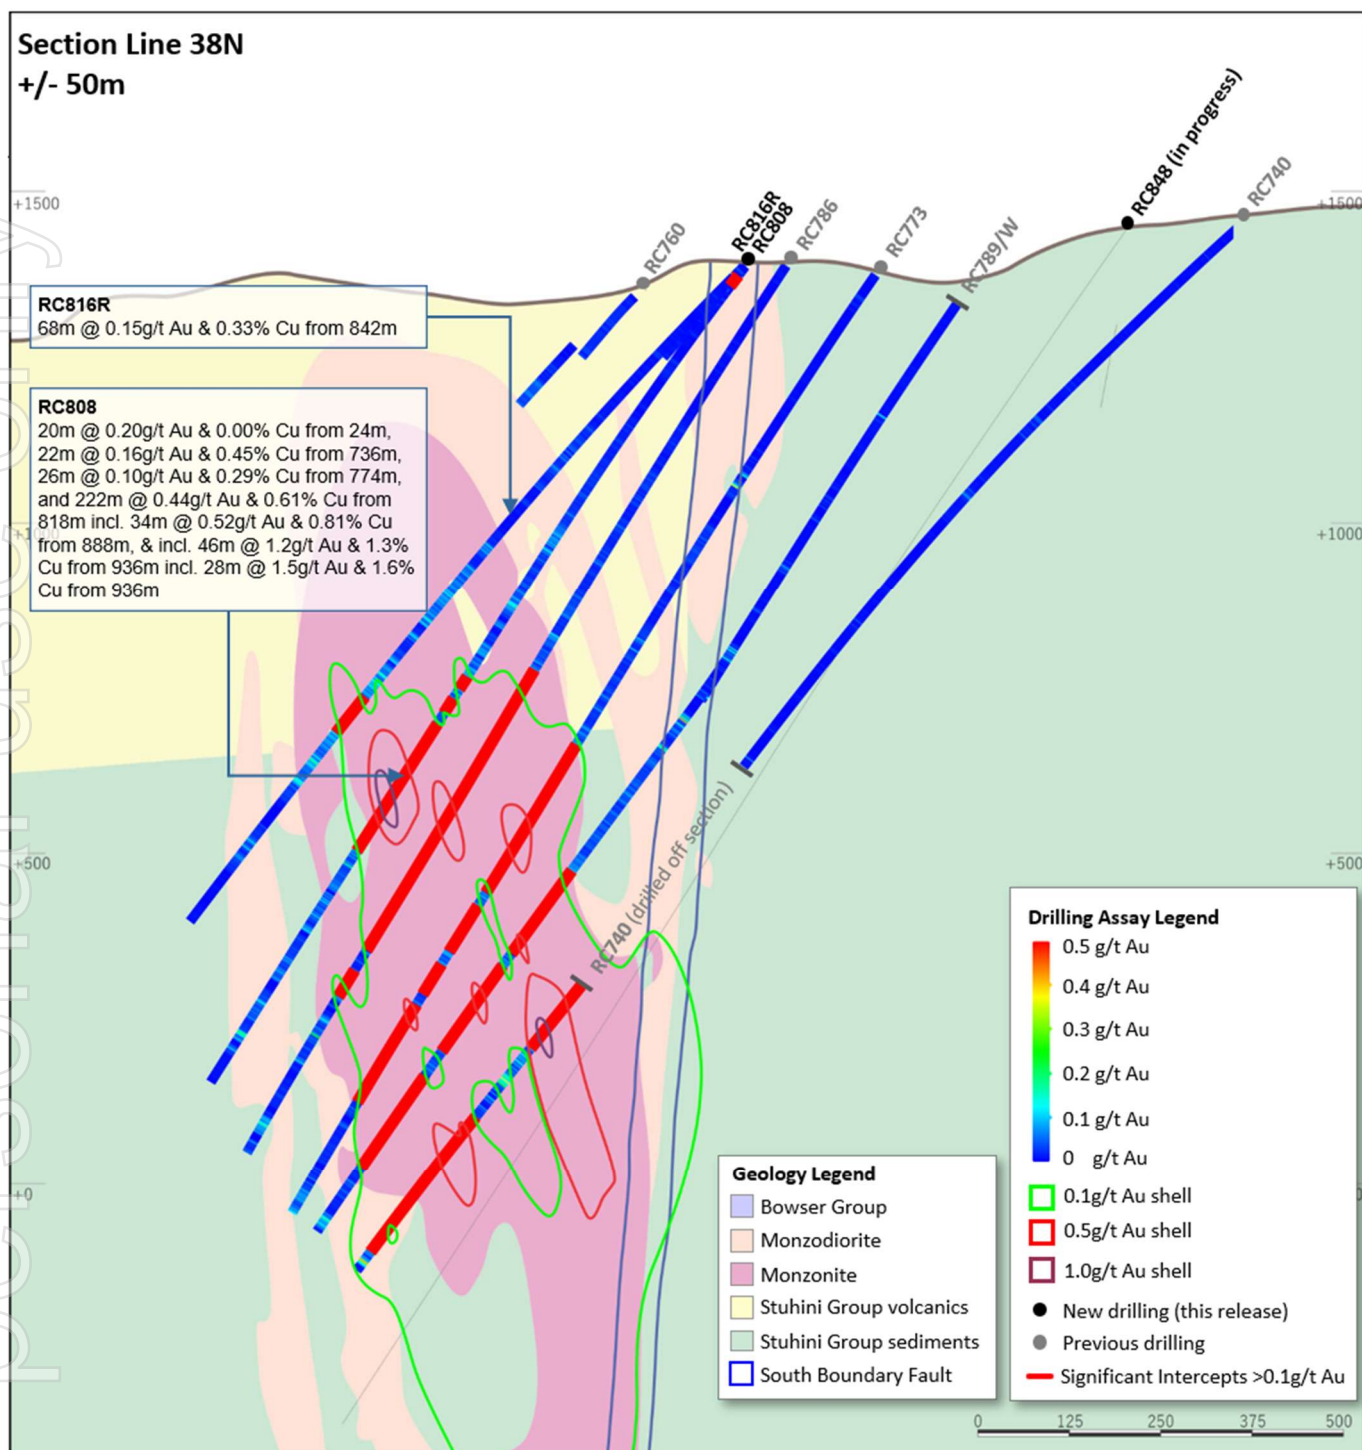 Section Line 38N
+/- 50m
RC848 (in progress)
RC740
RC816R
RC808
RC786
RC760
RC773
RC789/W
+1500
+1500
RC816R
68m @ 0.15g/t Au & 0.33% Cu from 842m
RC808
20m @ 0.20g/t Au & 0.00% Cu from 24m,
22m @ 0.16g/t Au & 0.45% Cu from 736m,
26m @ 0.10g/t Au & 0.29% Cu from 774m,
and 222m @ 0.44g/t Au & 0.61% Cu from
818m incl. 34m @ 0.52g/t Au & 0.81% Cu
from 888m, & incl. 46m @ 1.2g/t Au & 1.3%
Cu from 936m incl. 28m @ 1.5g/t Au & 1.6%
Cu from 936m
+1000
+1000
+500
+500
RC740 (drilled off section)
+0
Drilling Assay Legend
0.5 g/t Au
0.4 g/t Au
0.3 g/t Au
0.2 g/t Au
0.1 g/t Au
0 g/t Au
0.1g/t Au shell
0.5g/t Au shell
1.0g/t Au shell
New drilling (this release)
Previous drilling
Significant Intercepts >0.1g/t Au
Geology Legend
Bowser Group
Monzodiorite
Monzonite
Stuhini Group volcanics
Stuhini Group sediments
South Boundary Fault
0 125 250 375 500